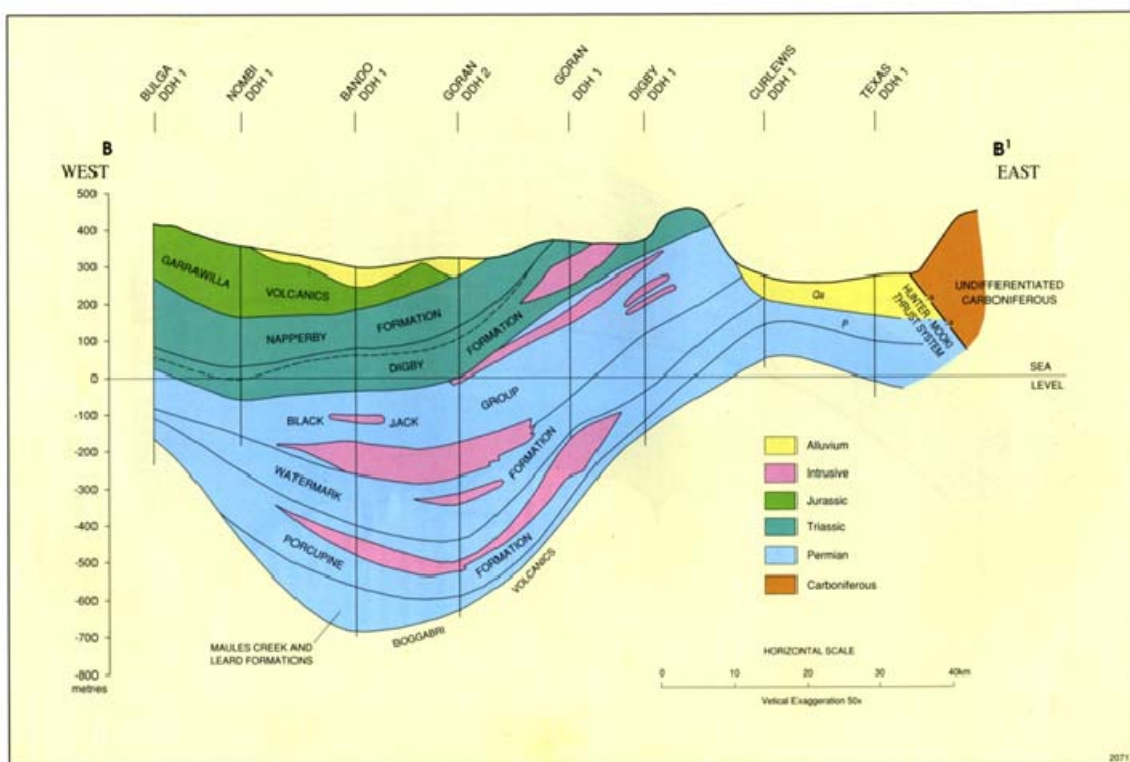 BULGA
DDH 1
NOMBI
DDH 1
BANDO
DDH 1
GORAN
DDH 2
GORAN
DDH 1
DIGBY
DDH 1
CURLEWIS
DDH 1
TEXAS
DDH 1
B
WEST
B¹
EAST
500
400
300
200
100
0
-100
-200
-300
-400
-500
-600
-700
-800
metres
GARRAWILLA
VOLCANICS
NAPPERBY
FORMATION
DIGBY
FORMATION
BLACK
JACK
GROUP
WATERMARK
FORMATION
PORCUPINE
FORMATION
MAULES CREEK AND
LEARD FORMATIONS
BOGGABRI
VOLCANICS
Qa
P
HUNTER - MOOKI
THRUST SYSTEM
?
?
UNDIFFIERENTIATED
CARBONIFEROUS
SEA
LEVEL
Alluvium
Intrusive
Jurassic
Triassic
Permian
Carboniferous
HORIZONTAL SCALE
0 10 20 30 40km
Vetical Exaggeration 50x
2071